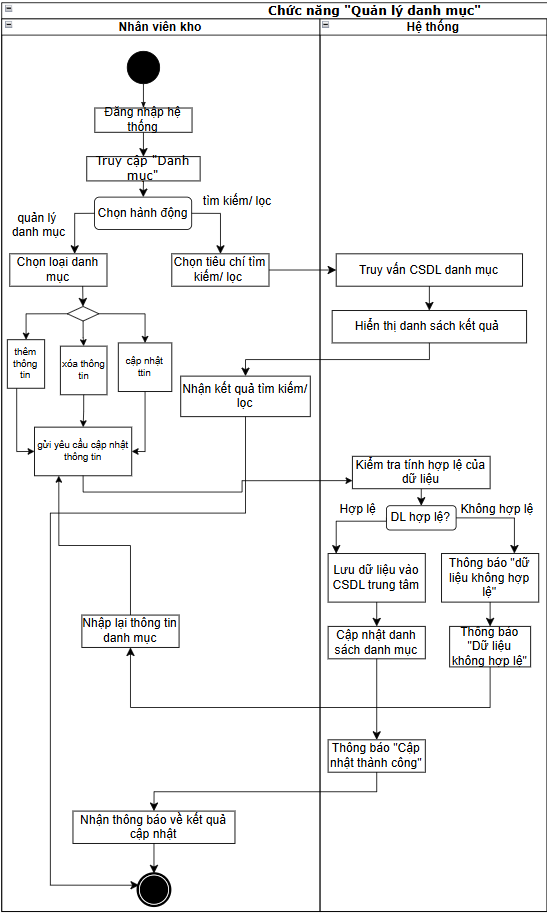 Chức năng "Quản lý danh mục"
Nhân viên kho
Hệ thống
Đăng nhập hệ
thống
Truy cập "Danh
mục"
Chọn hành động
tìm kiếm/ lọc
quản lý
danh mục
Chọn loại danh
mục
Chọn tiêu chí tìm
kiếm/ lọc
Truy vấn CSDL danh mục
Hiển thị danh sách kết quả
thêm
thông
tin
xóa thông
tin
cập nhật
ttin
Nhận kết quả tìm kiếm/
lọc
gửi yêu cầu cập nhật
thông tin
Kiểm tra tính hợp lệ của
dữ liệu
Hợp lệ
DL hợp lệ?
Không hợp lệ
Lưu dữ liệu vào
CSDL trung tâm
Thông báo "dữ
liệu không hợp
lệ"
Nhập lại thông tin
danh mục
Cập nhật danh
sách danh mục
Thông báo
"Dữ liệu
không hợp lệ"
Thông báo "Cập
nhật thành công"
Nhận thông báo về kết quả
cập nhật